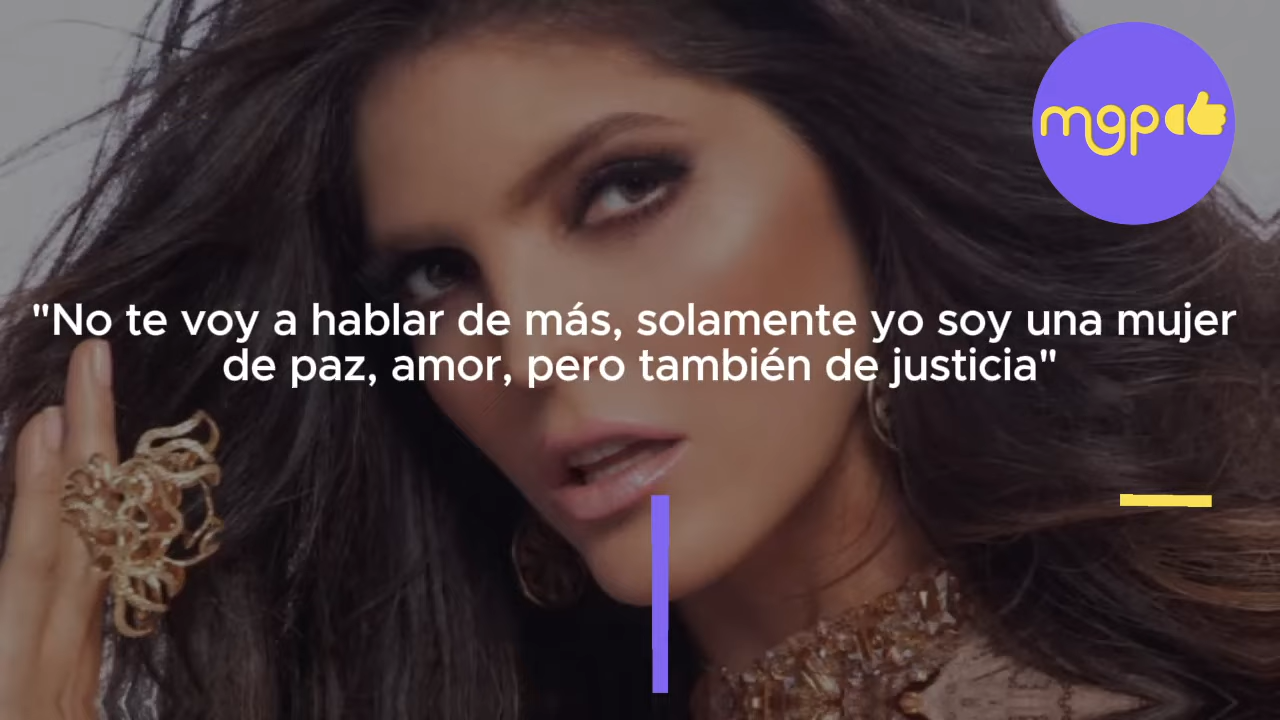 mgp
"No te voy a hablar de más, solamente yo soy una mujer
de paz, amor, pero también de justicia"